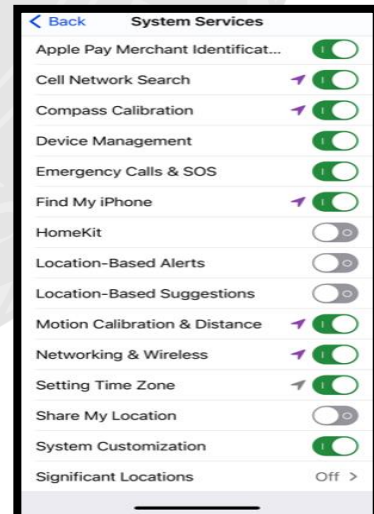 Back System Services
Apple Pay Merchant Identificat...
Cell Network Search
Compass Calibration
Device Management
Emergency Calls & SOS
Find My iPhone
HomeKit
Location-Based Alerts
Location-Based Suggestions
Motion Calibration & Distance
Networking & Wireless
Setting Time Zone
Share My Location
System Customization
Significant Locations Off >